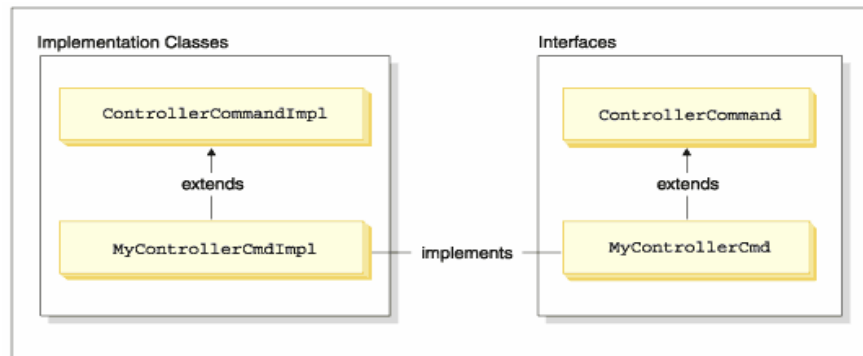 Implementation Classes
Interfaces
ControllerCommandImpl
ControllerCommand
extends
extends
MyControllerCmdImpl
implements
MyControllerCmd